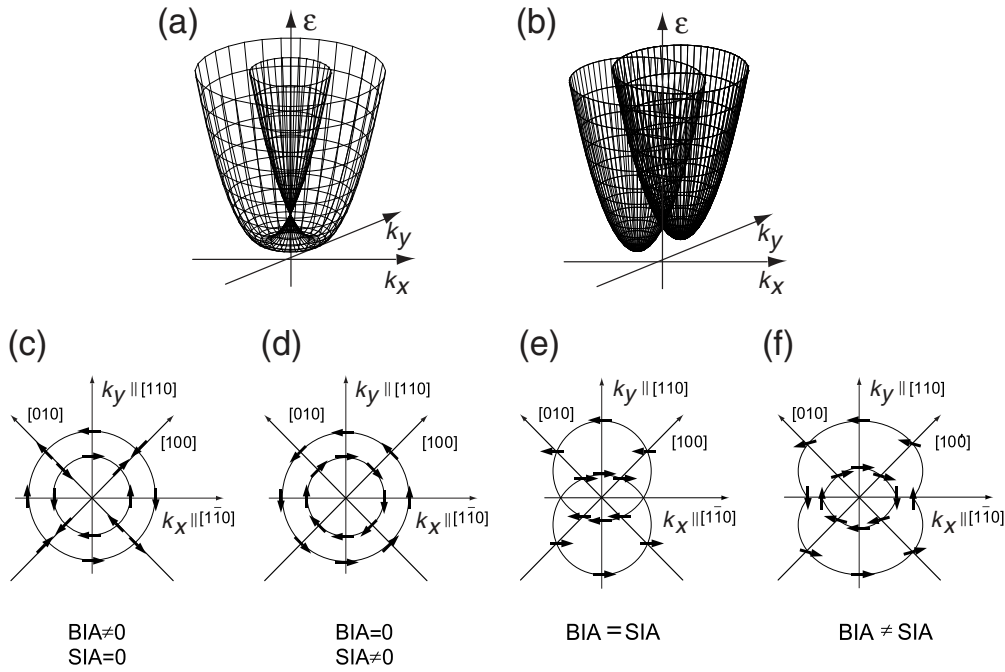 (a)
ε
k_y
k_x
(b)
ε
k_y
k_x
(c)
k_y || [110]
[010]
[100]
k_x || [11̄0]
BIA≠0
SIA=0
(d)
k_y || [110]
[010]
[100]
k_x || [11̄0]
BIA=0
SIA≠0
(e)
k_y || [110]
[010]
[100]
k_x || [11̄0]
BIA = SIA
(f)
k_y || [110]
[010]
[100]
k_x || [11̄0]
BIA ≠ SIA